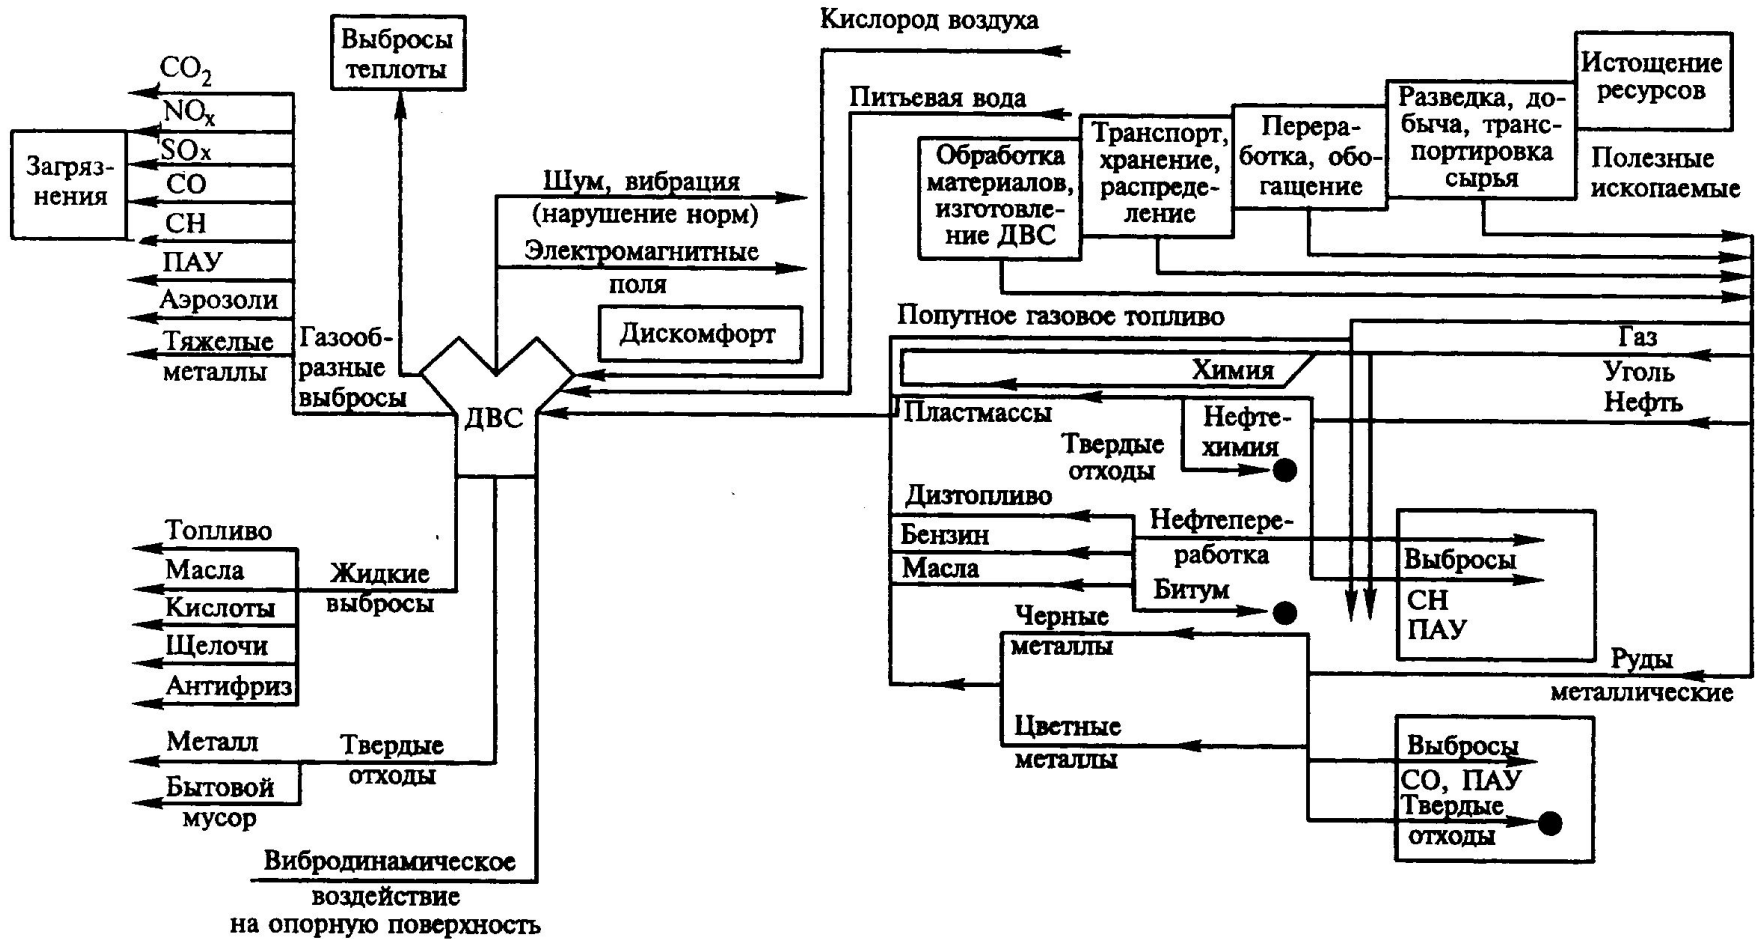 Кислород воздуха
Выбросы
теплоты
Истощение
ресурсов
CO2
Питьевая вода
Разведка, до-
быча, транс-
портировка
сырья
NOx
Транспорт,
хранение,
распреде-
ление
Перера-
ботка, обо-
гащение
SOx
Обработка
материалов,
изготовле-
ние ДВС
Полезные
ископаемые
Загряз-
нения
CO
Шум, вибрация
(нарушение норм)
CH
Электромагнитные
поля
ПАУ
Аэрозоли
Тяжелые
металлы
Газооб-
разные
выбросы
Дискомфорт
Попутное газовое топливо
Газ
Химия
Уголь
Нефть
ДВС
Пластмассы
Нефте-
химия
Твердые
отходы
Дизтопливо
Бензин
Масла
Нефтепере-
работка
Битум
Выбросы
CH
ПАУ
Топливо
Масла
Кислоты
Щелочи
Антифриз
Жидкие
выбросы
Черные
металлы
Руды
металлические
Цветные
металлы
Выбросы
CO, ПАУ
Твердые
отходы
Металл
Бытовой
мусор
Твердые
отходы
Вибродинамическое
воздействие
на опорную поверхность